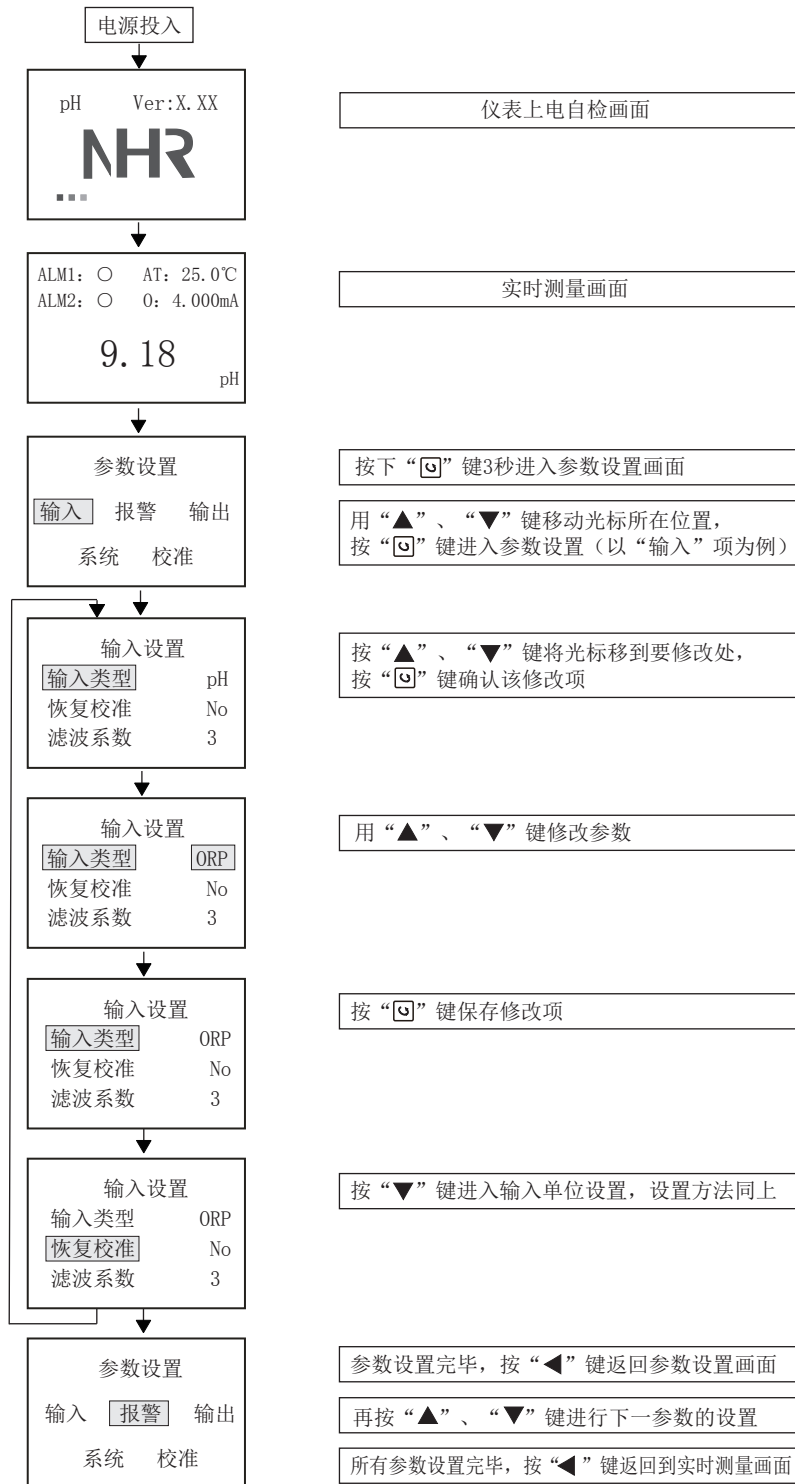 电源投入
pH Ver:X.XX
仪表上电自检画面
NHR
ALM1: ○ AT: 25.0℃
ALM2: ○ O: 4.000mA
实时测量画面
9.18
pH
参数设置
按下“”键3秒进入参数设置画面
输入 报警 输出
用“▲”、“▼”键移动光标所在位置,
按“”键进入参数设置(以“输入”项为例)
系统 校准
输入设置
输入类型 pH
恢复校准 No
滤波系数 3
按“▲”、“▼”键将光标移到要修改处,
按“”键确认该修改项
输入设置
输入类型 ORP
恢复校准 No
滤波系数 3
用“▲”、“▼”键修改参数
输入设置
输入类型 ORP
恢复校准 No
滤波系数 3
按“”键保存修改项
输入设置
输入类型 ORP
恢复校准 No
滤波系数 3
按“▼”键进入输入单位设置,设置方法同上
参数设置
输入 报警 输出
系统 校准
参数设置完毕,按“◀”键返回参数设置画面
再按“▲”、“▼”键进行下一参数的设置
所有参数设置完毕,按“◀”键返回到实时测量画面